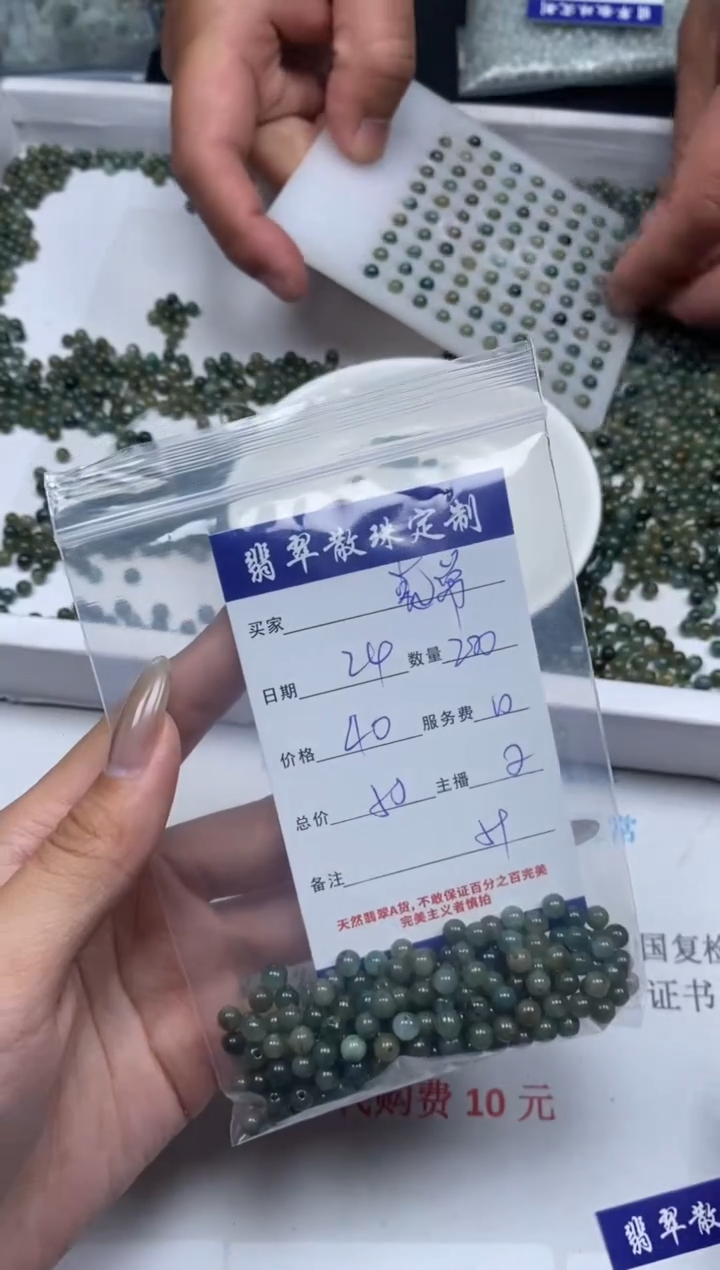 翡翠散珠定制
买家
日期 24 数量 200
价格 40 服务费 10
总价 50 主播 2
备注
天然翡翠A货，不敢保证百分之百完美
完美主义者慎拍
常
国复检
证书
代购费 10 元
翡翠散